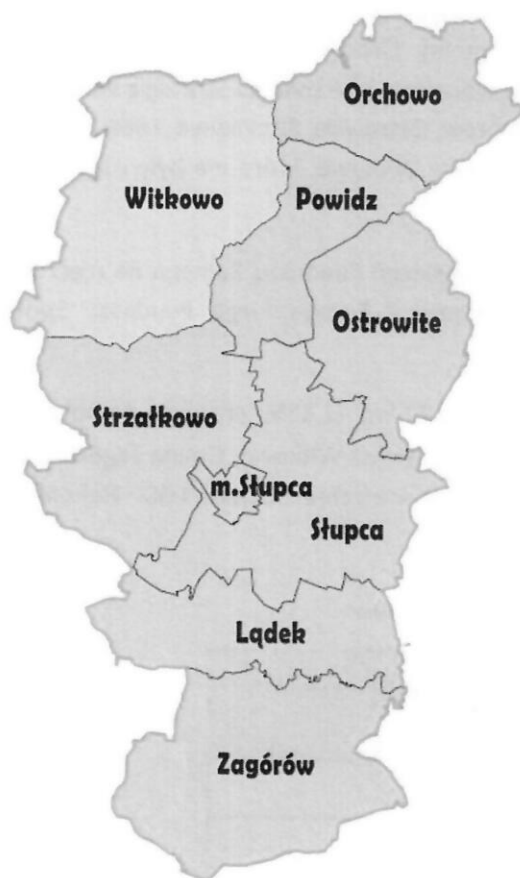 Orchowo
Witkowo
Powidz
Ostrowite
Strzałkowo
m.Słupca
Słupca
Lądek
Zagórów